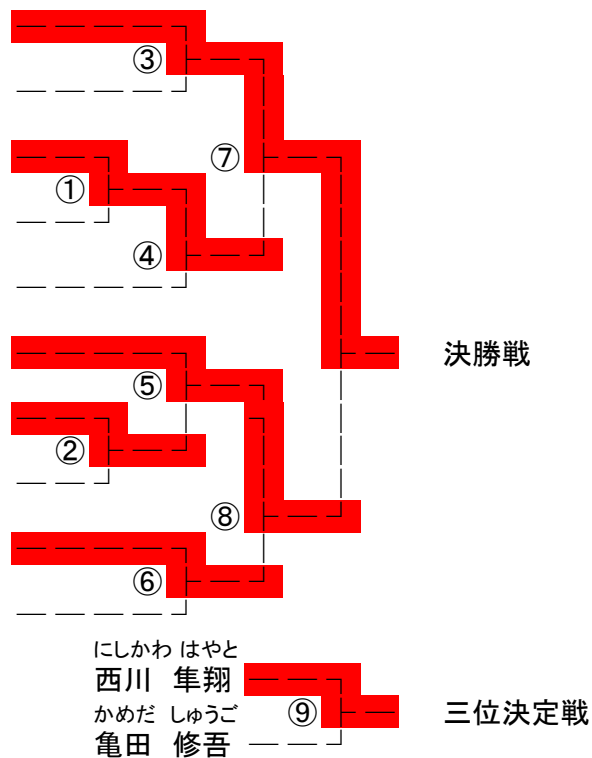 ③
⑦
①
④
決勝戦
⑤
②
⑧
⑥
にしかわ はやと
西川 隼翔
かめだ しゅうご
⑨ 三位決定戦
亀田 修吾